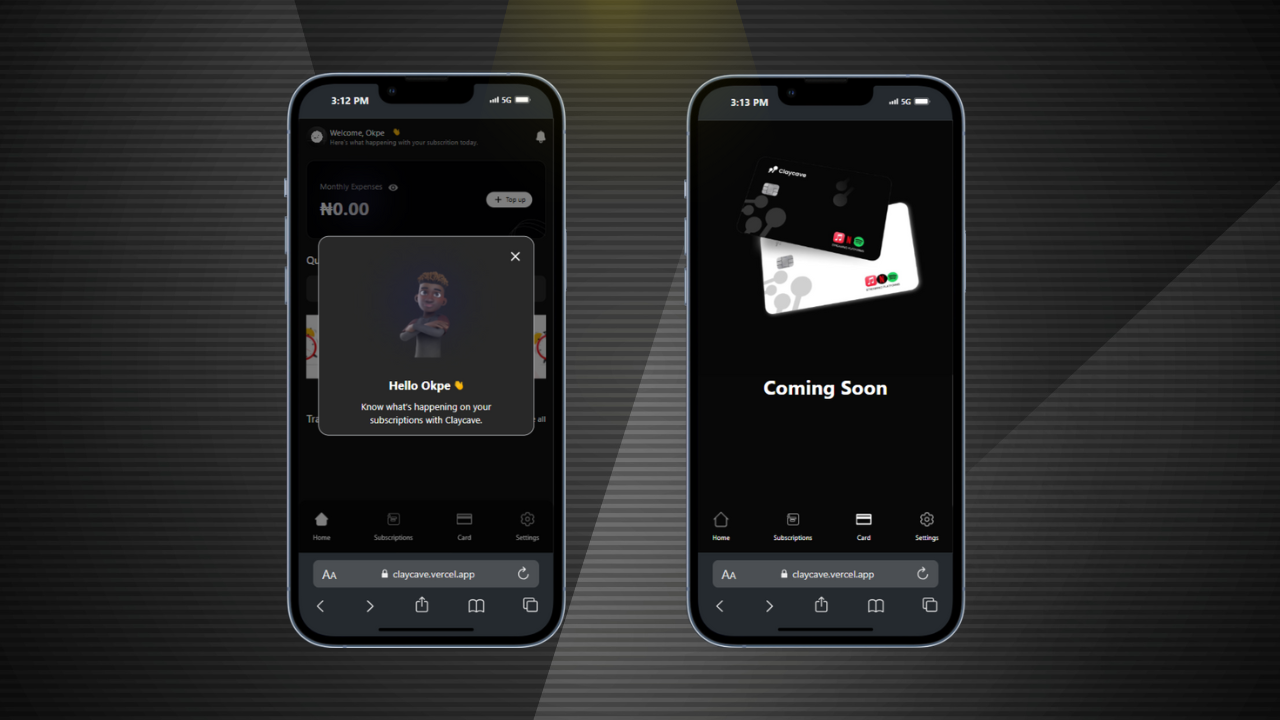 3:12 PM
5G
Welcome, Okpe 👋
Here's what happening with your subscrition today.
Monthly Expenses
₦0.00
+ Top up
Qu
Hello Okpe 👋
Know what's happening on your
subscriptions with Claycave.
Tra
all
Home
Subscriptions
Card
Settings
AA
claycave.vercel.app
3:13 PM
5G
Claycave
Coming Soon
Home
Subscriptions
Card
Settings
AA
claycave.vercel.app